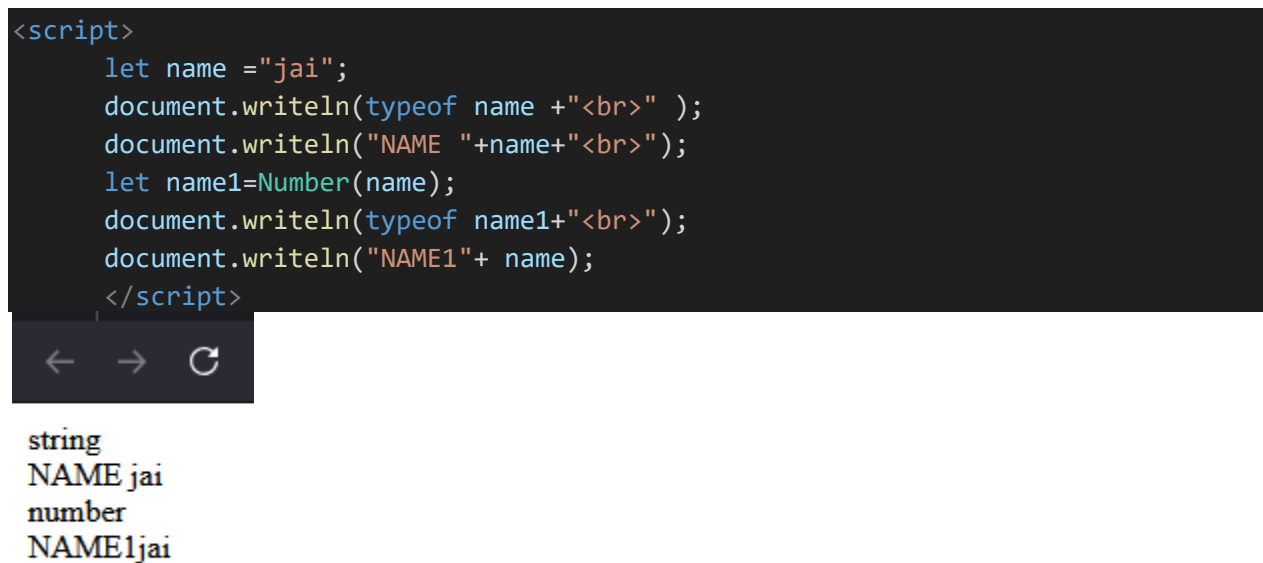 <script>
let name ="jai";
document.writeln(typeof name +"<br>" );
document.writeln("NAME "+name+"<br>");
let name1=Number(name);
document.writeln(typeof name1+"<br>");
document.writeln("NAME1"+ name);
</script>
string
NAME jai
number
NAME1jai